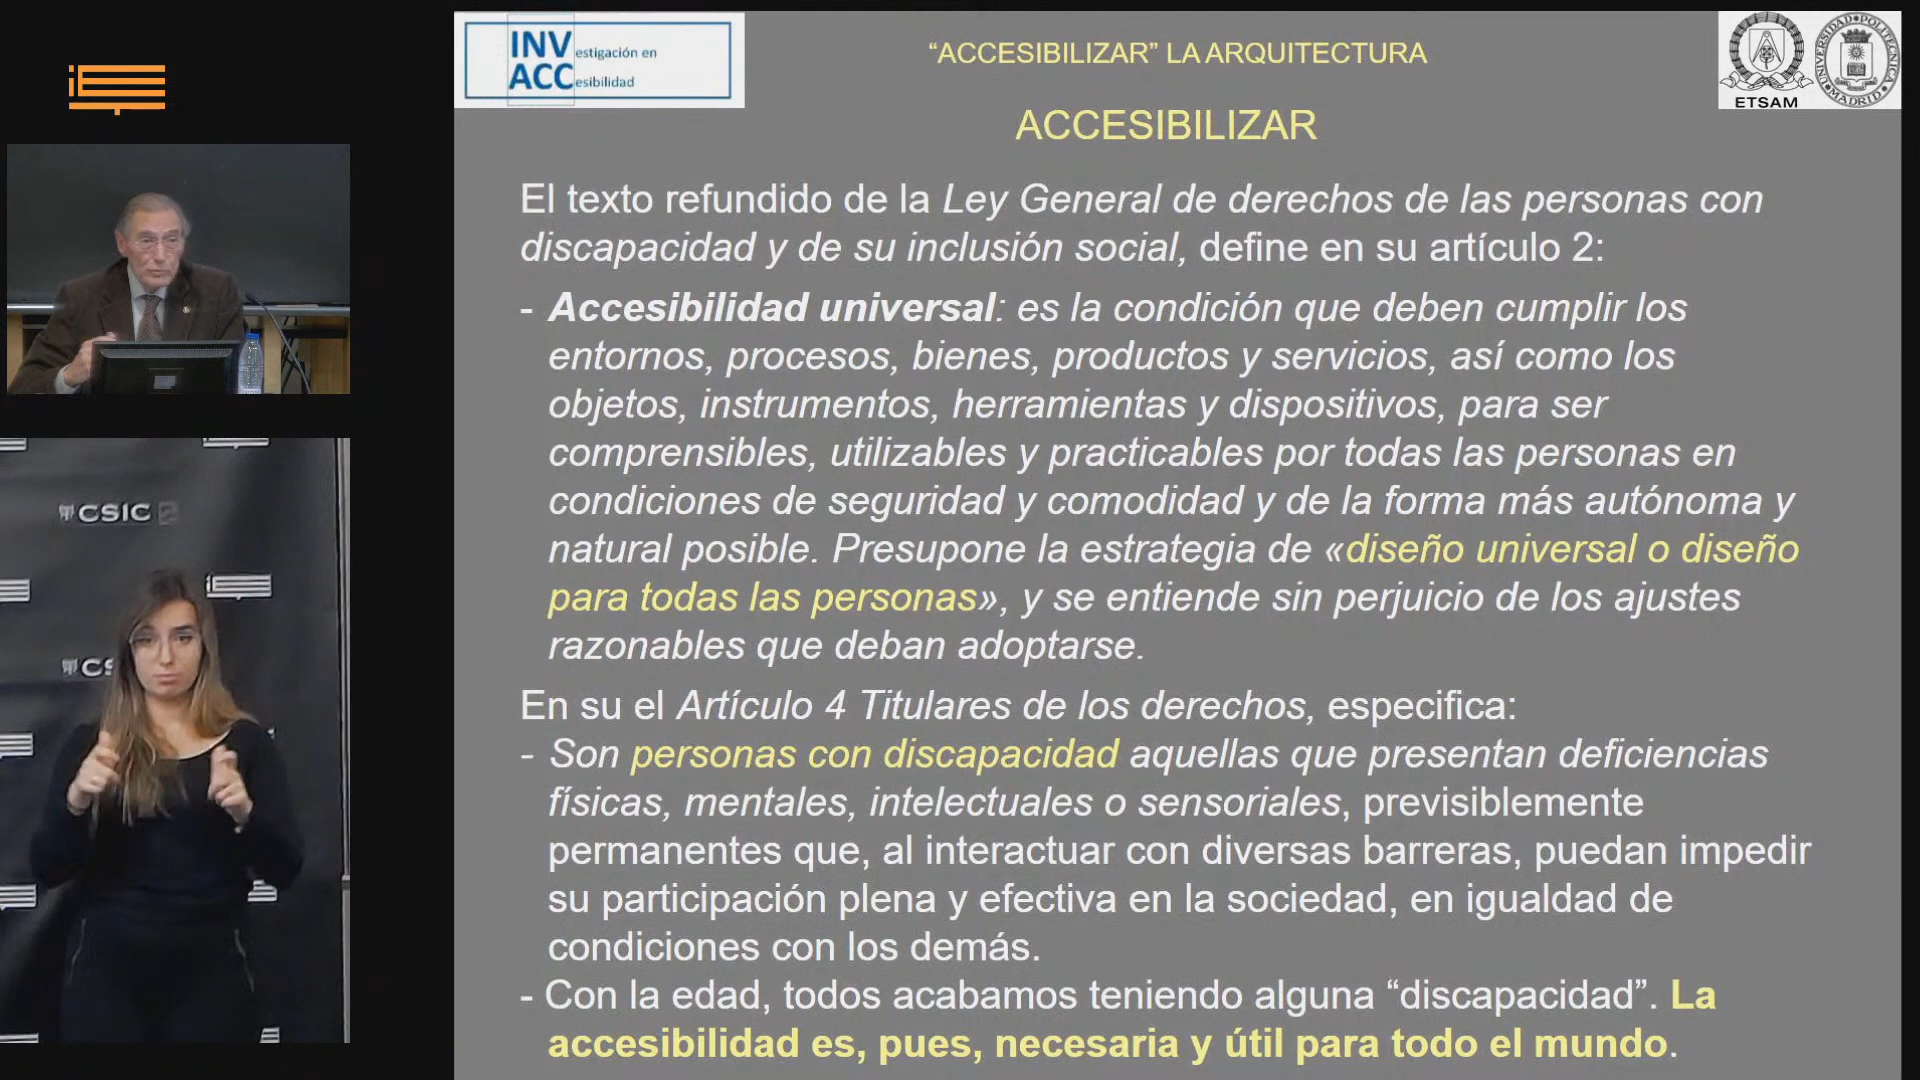 INVestigación en
ACCesibilidad
“ACCESIBILIZAR” LA ARQUITECTURA
ETSAM
UNIVERSIDAD POLITÉCNICA
MADRID
ACCESIBILIZAR
El texto refundido de la Ley General de derechos de las personas con
discapacidad y de su inclusión social, define en su artículo 2:
- Accesibilidad universal: es la condición que deben cumplir los
entornos, procesos, bienes, productos y servicios, así como los
objetos, instrumentos, herramientas y dispositivos, para ser
comprensibles, utilizables y practicables por todas las personas en
condiciones de seguridad y comodidad y de la forma más autónoma y
natural posible. Presupone la estrategia de «diseño universal o diseño
para todas las personas», y se entiende sin perjuicio de los ajustes
razonables que deban adoptarse.
En su el Artículo 4 Titulares de los derechos, especifica:
- Son personas con discapacidad aquellas que presentan deficiencias
físicas, mentales, intelectuales o sensoriales, previsiblemente
permanentes que, al interactuar con diversas barreras, puedan impedir
su participación plena y efectiva en la sociedad, en igualdad de
condiciones con los demás.
- Con la edad, todos acabamos teniendo alguna “discapacidad”. La
accesibilidad es, pues, necesaria y útil para todo el mundo.
CSIC
CS